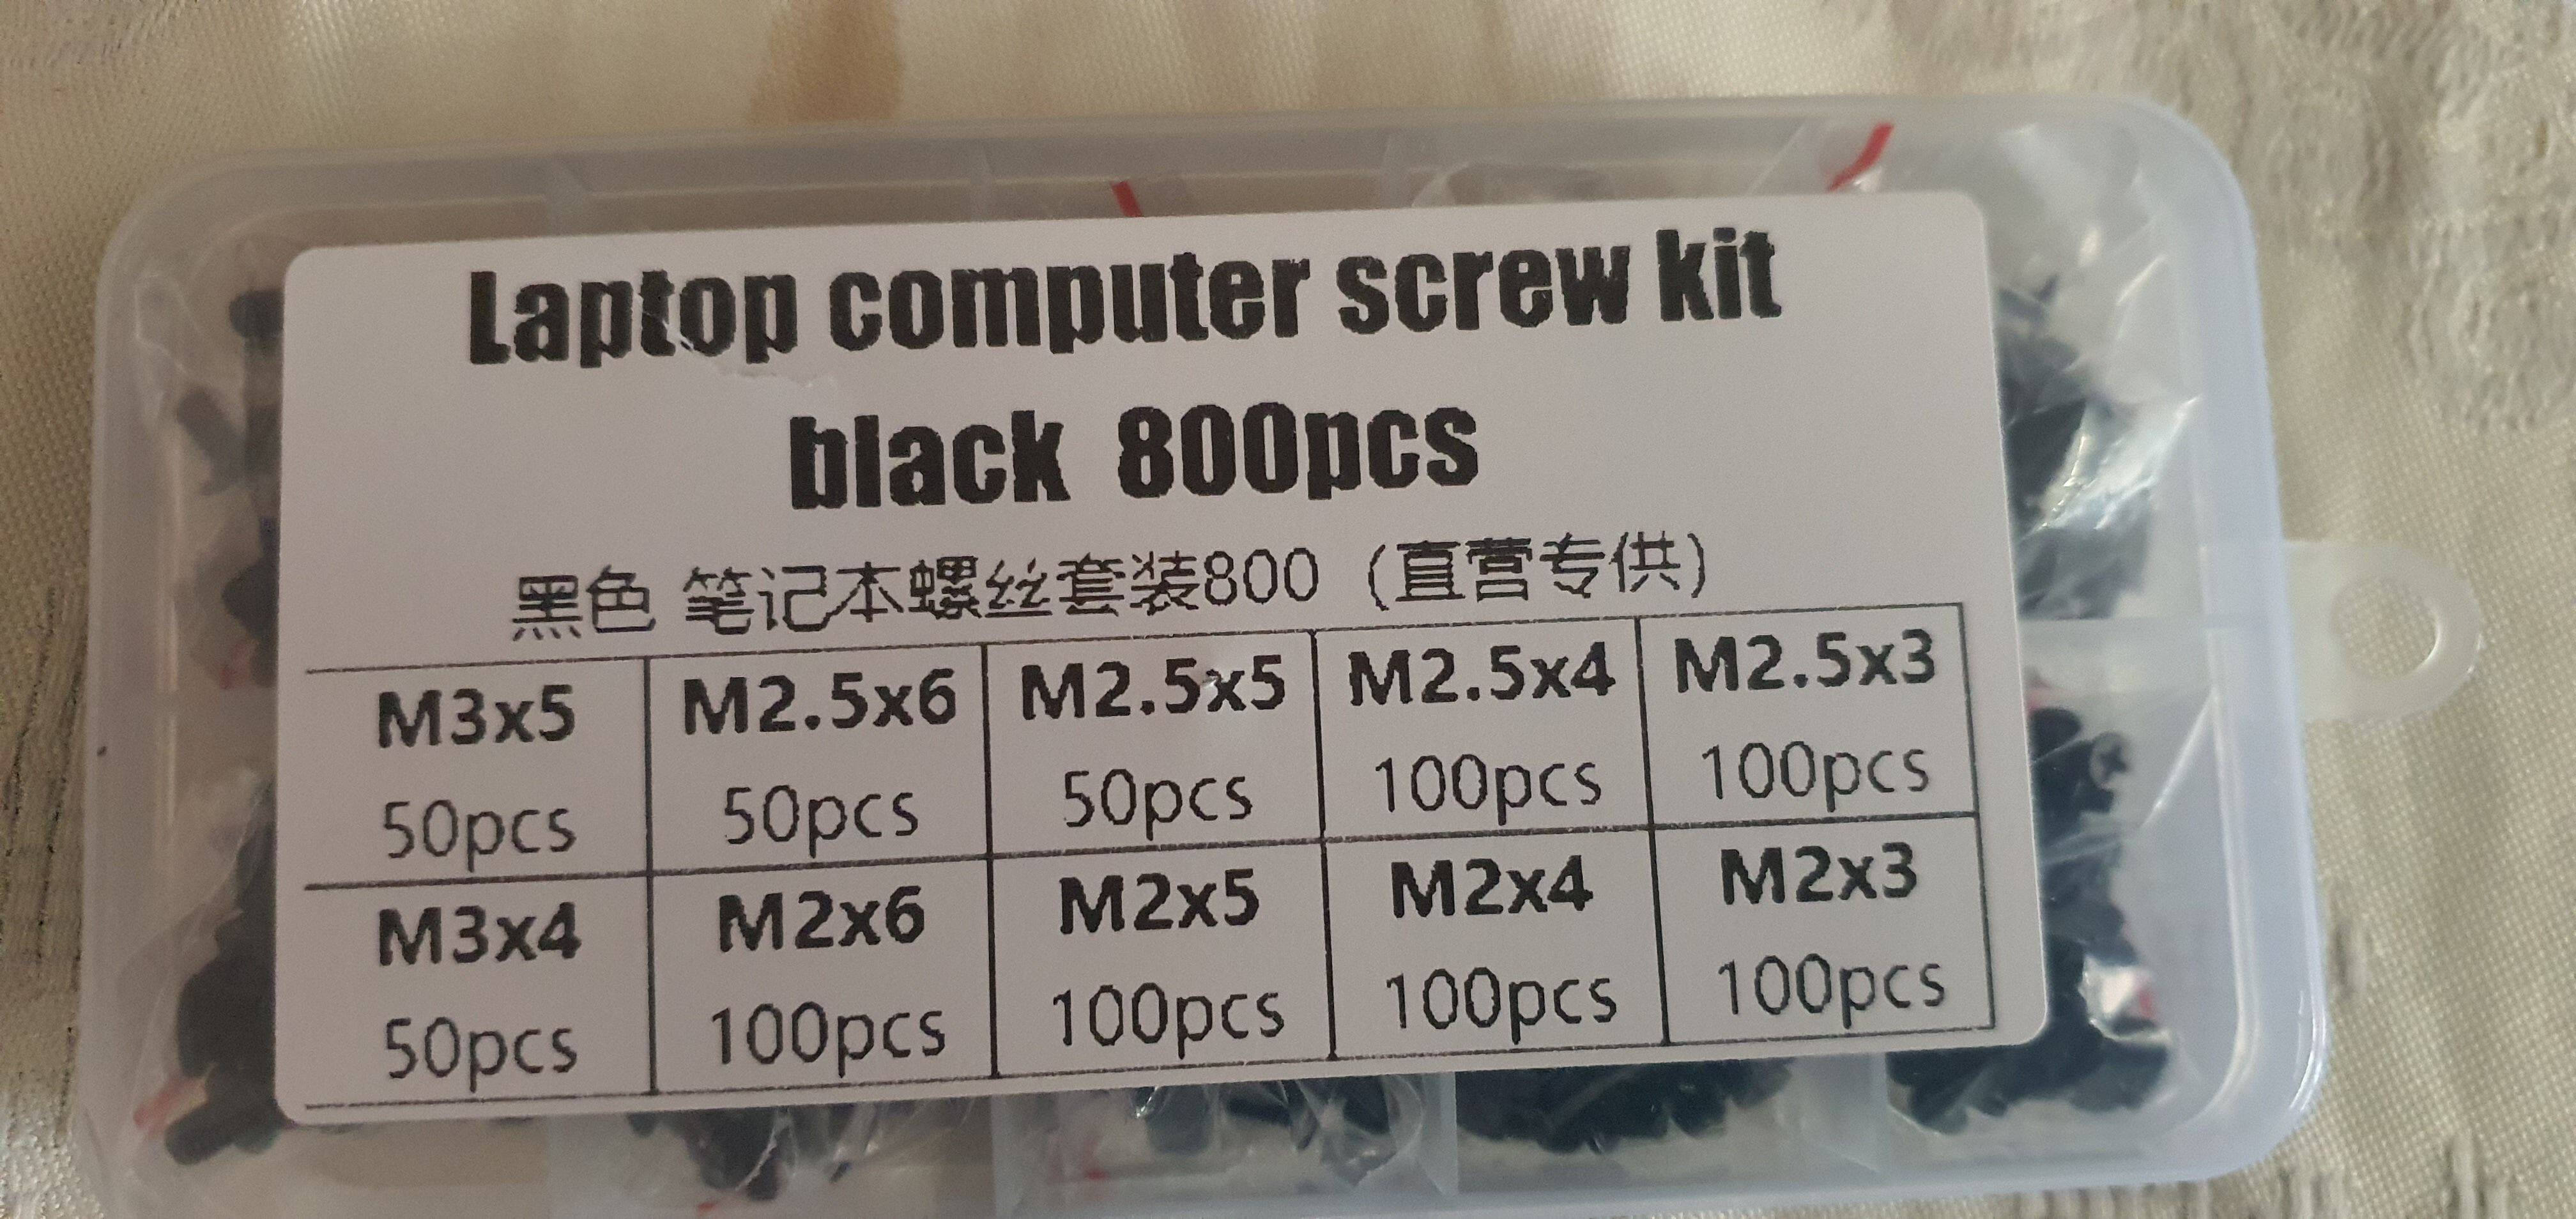 Laptop computer screw kit
black 800pcs
黑色 笔记本螺丝套装800 (直营专供)
M3x5 M2.5x6 M2.5x5 M2.5x4 M2.5x3
50pcs 50pcs 50pcs 100pcs 100pcs
M3x4 M2x6 M2x5 M2x4 M2x3
50pcs 100pcs 100pcs 100pcs 100pcs